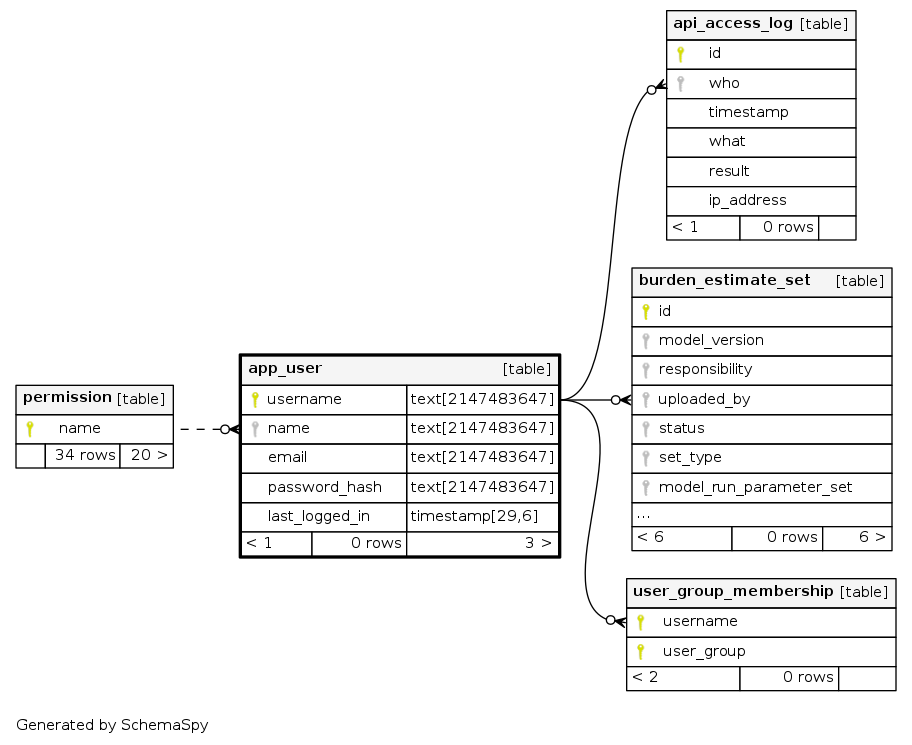 api_access_log [table]
id
who
timestamp
what
result
ip_address
< 1 0 rows
burden_estimate_set [table]
id
model_version
responsibility
uploaded_by
status
set_type
model_run_parameter_set
...
< 6 0 rows 6 >
app_user [table]
username text[2147483647]
name text[2147483647]
email text[2147483647]
password_hash text[2147483647]
last_logged_in timestamp[29,6]
< 1 0 rows 3 >
permission [table]
name
34 rows 20 >
user_group_membership [table]
username
user_group
< 2 0 rows
Generated by SchemaSpy